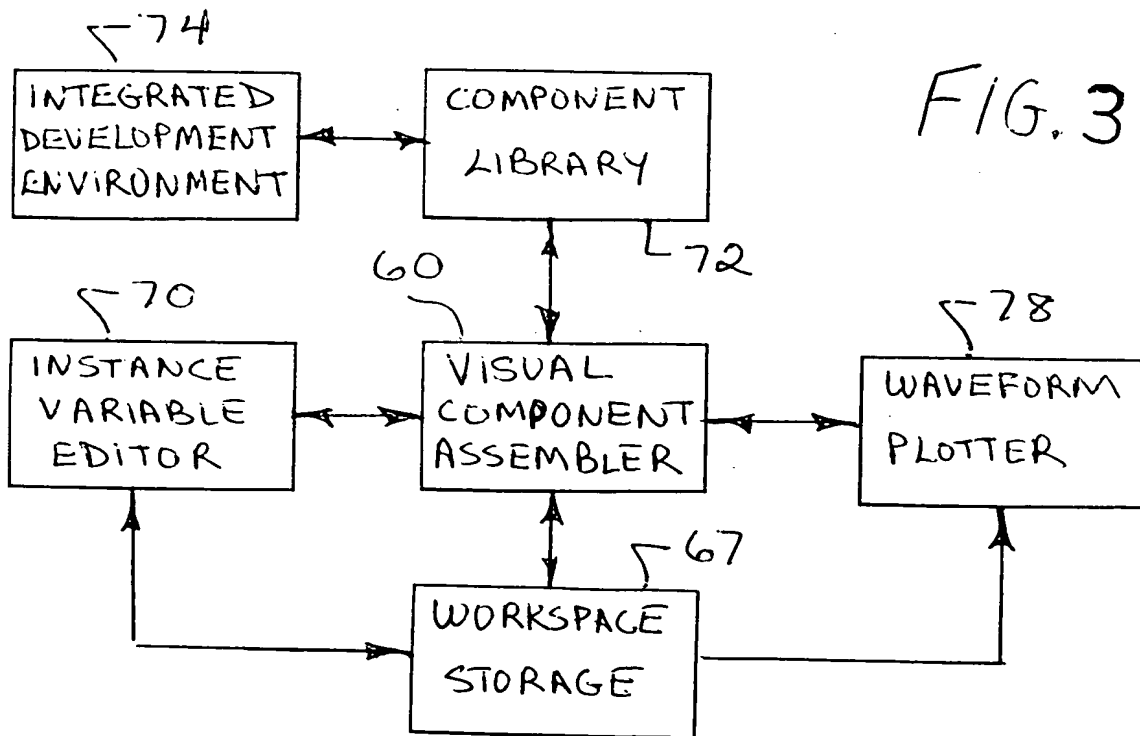 74
INTEGRATED
DEVELOPMENT
ENVIRONMENT
COMPONENT
LIBRARY
FIG. 3
72
60
70
INSTANCE
VARIABLE
EDITOR
VISUAL
COMPONENT
ASSEMBLER
78
WAVEFORM
PLOTTER
67
WORKSPACE
STORAGE